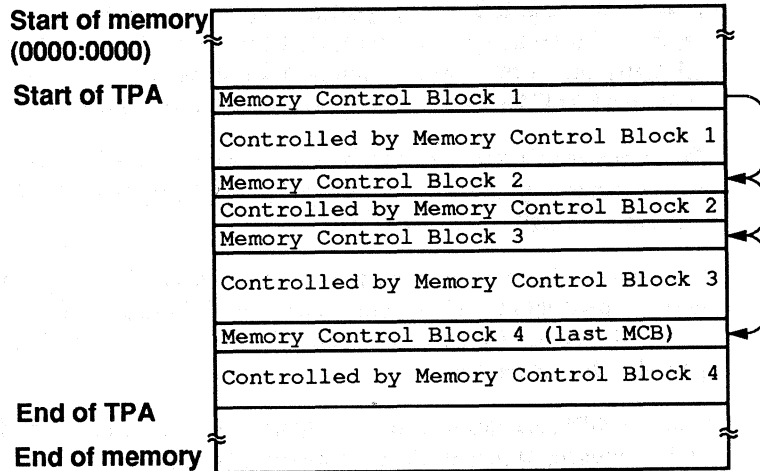 Start of memory
(0000:0000)
Start of TPA
Memory Control Block 1
Controlled by Memory Control Block 1
Memory Control Block 2
Controlled by Memory Control Block 2
Memory Control Block 3
Controlled by Memory Control Block 3
Memory Control Block 4 (last MCB)
Controlled by Memory Control Block 4
End of TPA
End of memory